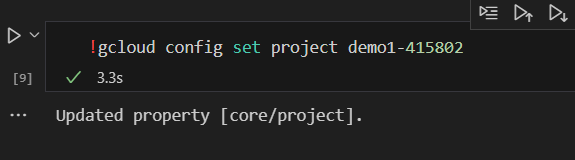 !gcloud config set project demo1-415802
[9]
3.3s
Updated property [core/project].